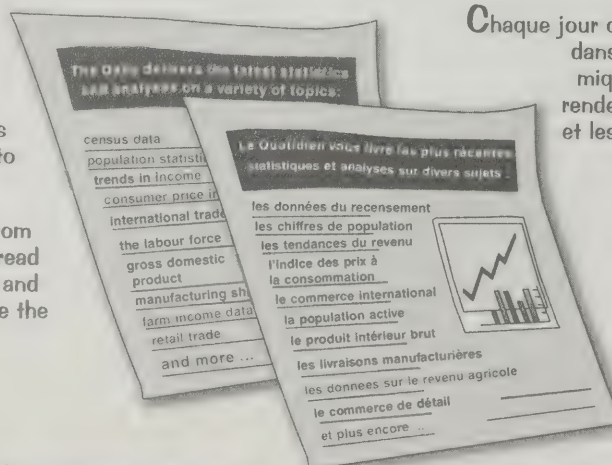 s
to
om
read
and
e the
The Daily delivers the latest statistics
and analyses on a variety of topics:
census data
population statisti
trends in income
consumer price in
international trade
the labour force
gross domestic
product
manufacturing sh
farm income data
retail trade
and more ...
Le Quotidien vous livre les plus récentes
statistiques et analyses sur divers sujets :
les données du recensement
les chiffres de population
les tendances du revenu
l'indice des prix à
la consommation
le commerce international
la population active
le produit intérieur brut
les livraisons manufacturières
les donnees sur le revenu agricole
le commerce de détail
et plus encore ..
Chaque jour o
dans
miq
rende
et les